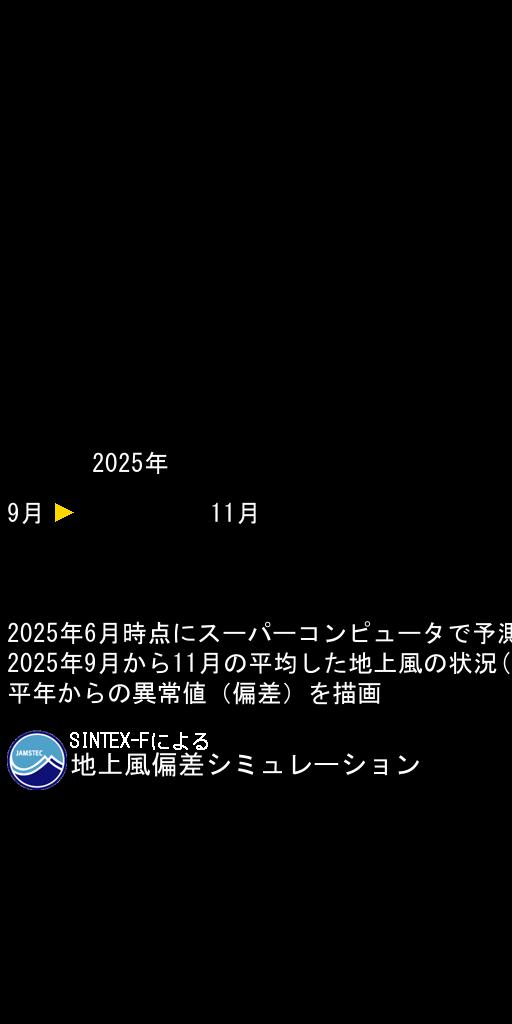 2025年
9月 ▶ 11月
2025年6月時点にスーパーコンピュータで予測
2025年9月から11月の平均した地上風の状況(
平年からの異常値（偏差）を描画
SINTEX-Fによる
JAMSTEC
地上風偏差シミュレーション